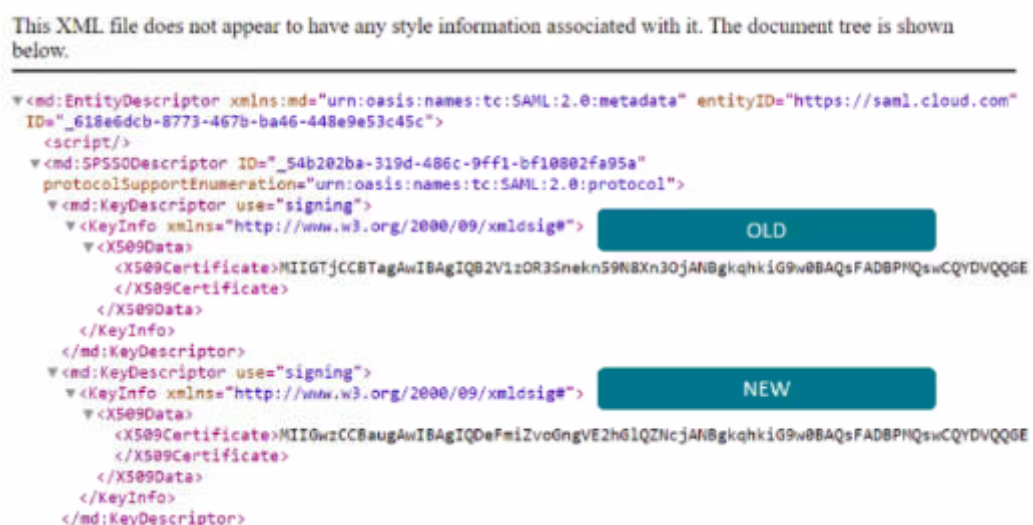 This XML file does not appear to have any style information associated with it. The document tree is shown
below.
▼<md:EntityDescriptor xmlns:md="urn:oasis:names:tc:SAML:2.0:metadata" entityID="https://saml.cloud.com"
ID="_618e6dcb-8773-467b-ba46-448e9e53c45c">
<script/>
▼<md:SPSSODescriptor ID="_54b202ba-319d-486c-9ff1-bf10802fa95a"
protocolSupportEnumeration="urn:oasis:names:tc:SAML:2.0:protocol">
▼<md:KeyDescriptor use="signing">
▼<KeyInfo xmlns="http://www.w3.org/2000/09/xmldsig#">
OLD
▼<X509Data>
<X509Certificate>MIIGTjCCBTagAwIBAgIQB2V1zOR3Snekn59N8Xn3OjANBgkqhkiG9w0BAQsFADBPMQswCQYDVQQGE
</X509Certificate>
</X509Data>
</KeyInfo>
</md:KeyDescriptor>
▼<md:KeyDescriptor use="signing">
▼<KeyInfo xmlns="http://www.w3.org/2000/09/xmldsig#">
NEW
▼<X509Data>
<X509Certificate>MIIGwzCCBaugAwIBAgIQDeFmiZvoGngVE2hGlQZNcjANBgkqhkiG9w0BAQsFADBPMQswCQYDVQQGE
</X509Certificate>
</X509Data>
</KeyInfo>
</md:KeyDescriptor>